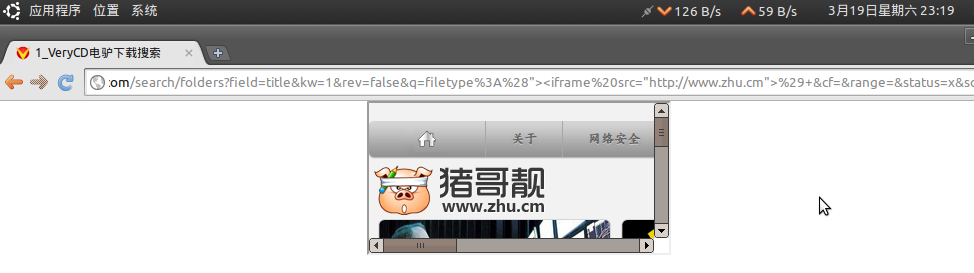 应用程序 位置 系统 126 B/s 59 B/s 3月19日星期六 23:19
1_VeryCD电驴下载搜索
com/search/folders?field=title&kw=1&rev=false&q=filetype%3A%28"><iframe%20src="http://www.zhu.cm">%29+&cf=&range=&status=x&sc
关于 网络安全
猪哥靓
www.zhu.cm